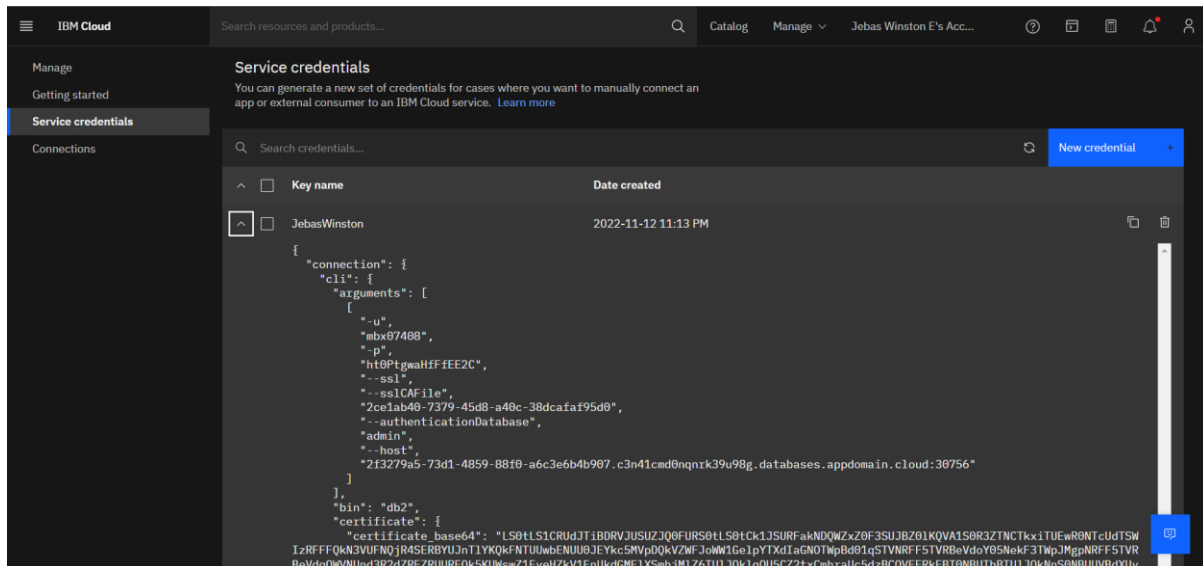 IBM Cloud
Search resources and products...
Catalog
Manage
Jebas Winston E's Acc...
Manage
Getting started
Service credentials
Connections
Service credentials
You can generate a new set of credentials for cases where you want to manually connect an
app or external consumer to an IBM Cloud service. Learn more
Search credentials...
New credential +
Key name Date created
JebasWinston 2022-11-12 11:13 PM
{
"connection": {
"cli": {
"arguments": [
[
"-u",
"mbx07408",
"-p",
"ht0PtgwaHfFfEE2C",
"--ssl",
"--sslCAFile",
"2ce1ab40-7379-45d8-a40c-38dcafaf95d0",
"--authenticationDatabase",
"admin",
"--host",
"2f3279a5-73d1-4859-88f0-a6c3e6b4b907.c3n41cmd0nqnrk39u98g.databases.appdomain.cloud:30756"
]
],
"bin": "db2",
"certificate": {
"certificate_base64":